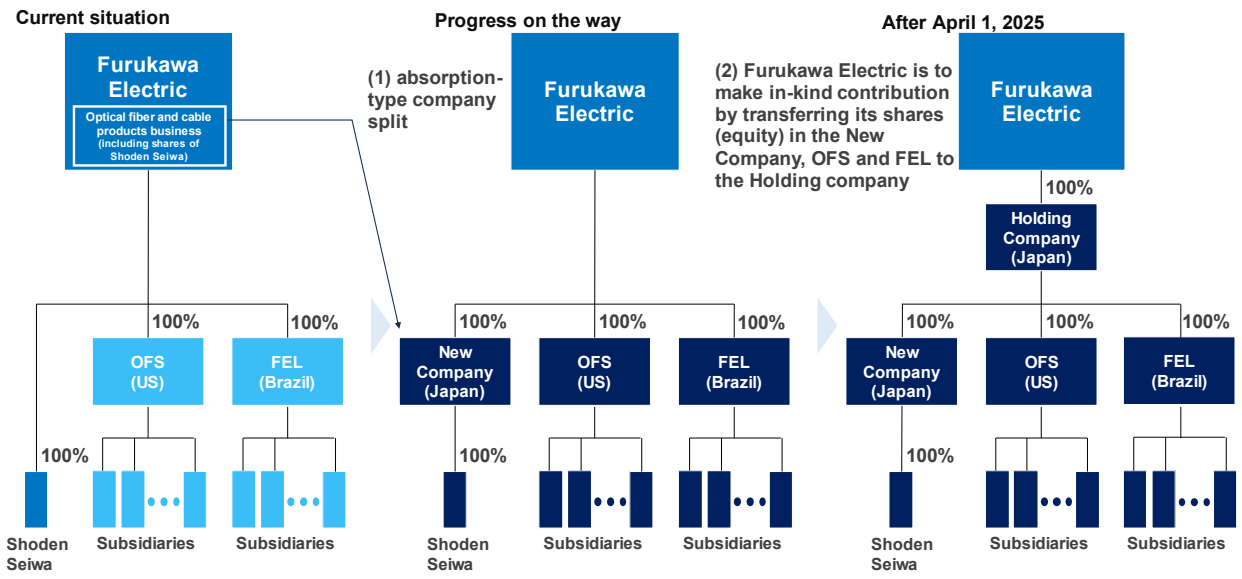 Current situation
Furukawa
Electric
Optical fiber and cable
products business
(including shares of
Shoden Seiwa)
100%
100%
OFS
(US)
FEL
(Brazil)
100%
Shoden
Seiwa
Subsidiaries
Subsidiaries
Progress on the way
(1) absorption-
type company
split
Furukawa
Electric
100%
100%
100%
New
Company
(Japan)
OFS
(US)
FEL
(Brazil)
100%
Shoden
Seiwa
Subsidiaries
Subsidiaries
After April 1, 2025
(2) Furukawa Electric is to
make in-kind contribution
by transferring its shares
(equity) in the New
Company, OFS and FEL to
the Holding company
Furukawa
Electric
100%
Holding
Company
(Japan)
100%
100%
100%
New
Company
(Japan)
OFS
(US)
FEL
(Brazil)
100%
Shoden
Seiwa
Subsidiaries
Subsidiaries